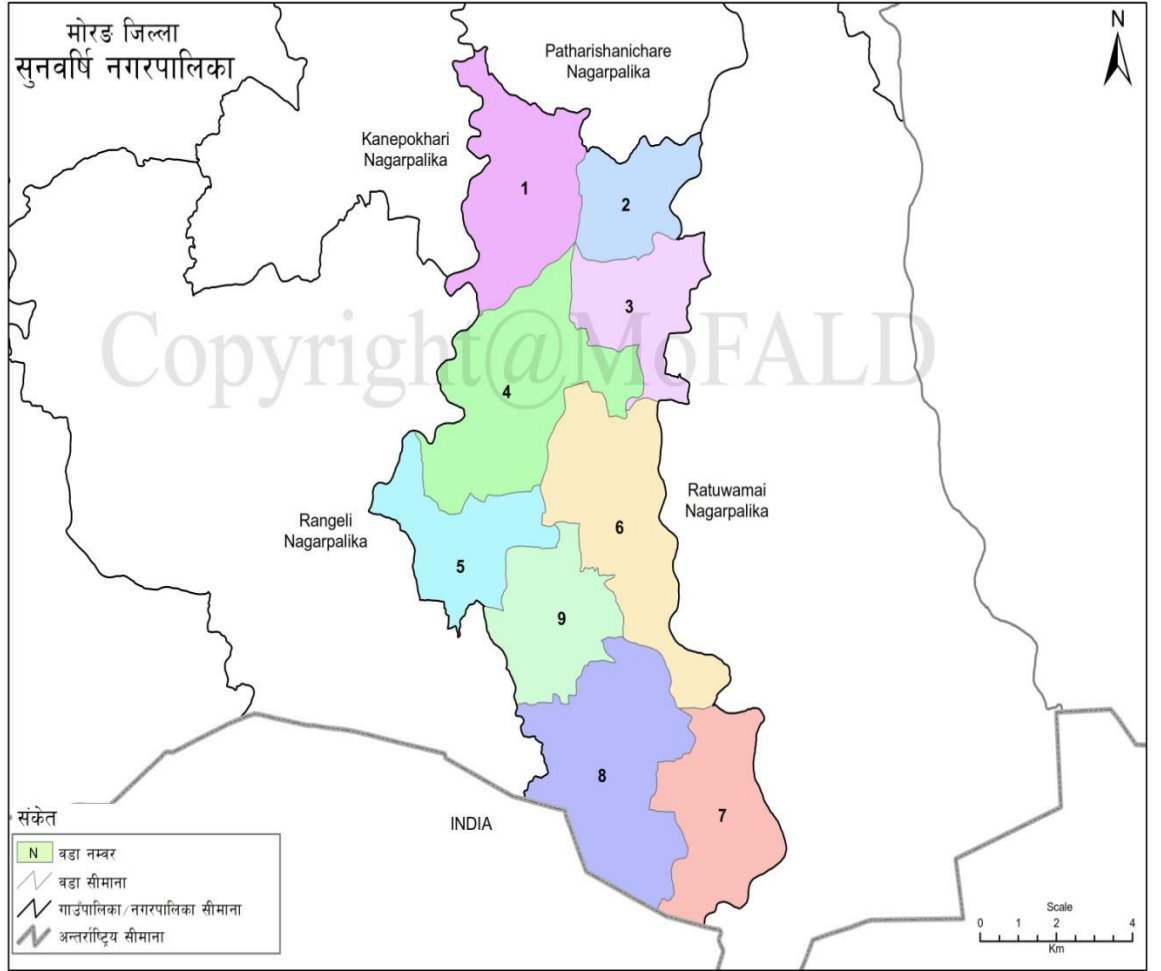 मोरङ जिल्ला
सुनवर्षि नगरपालिका
Patharishanichare
Nagarpalika
N
Kanepokhari
Nagarpalika
1
2
3
Copyright@MoFALD
4
Ratuwamai
Nagarpalika
Rangeli
Nagarpalika
6
5
9
8
7
INDIA
संकेत
N वडा नम्वर
वडा सीमाना
गाउँपालिका/नगरपालिका सीमाना
अन्तर्राष्ट्रिय सीमाना
Scale
0 1 2 4
Km